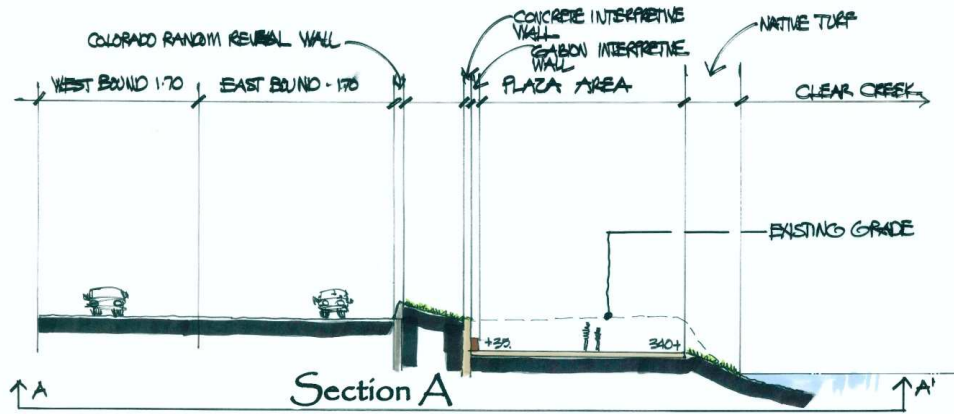 COLORADO RANDOM REVEAL WALL
CONCRETE INTERPRETIVE
WALL
GABION INTERPRETIVE
WALL
NATIVE TURF
WEST BOUND I-70
EAST BOUND - I70
PLAZA AREA
CLEAR CREEK
EXISTING GRADE
+35.
340+
A
Section A
A'